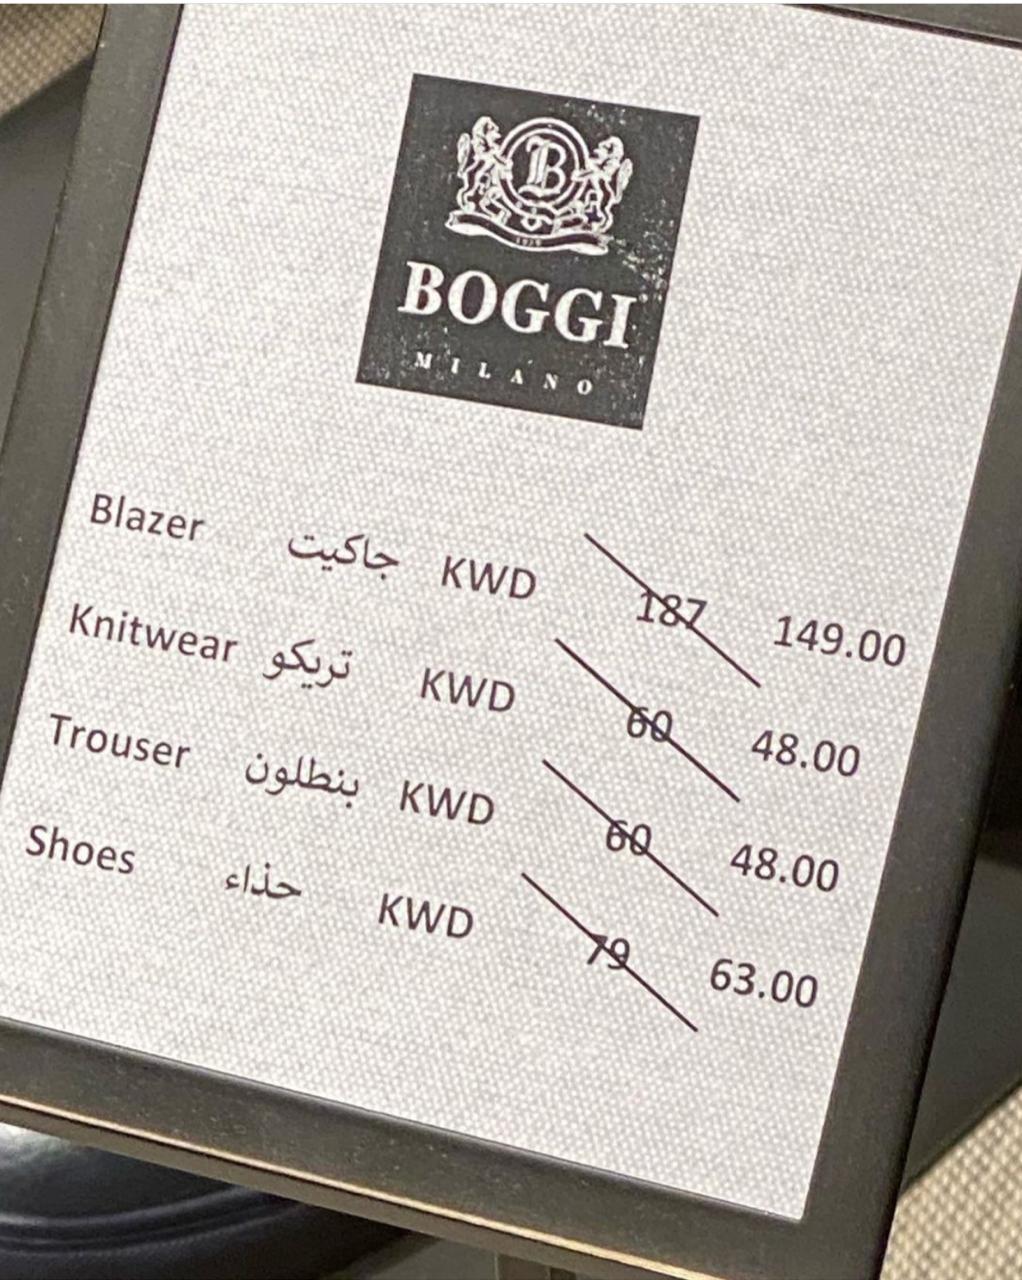 B
1939
BOGGI
MILANO
Blazer جاكيت KWD 187 149.00
Knitwear تريكو KWD 60 48.00
Trouser بنطلون KWD 60 48.00
Shoes حذاء KWD 79 63.00